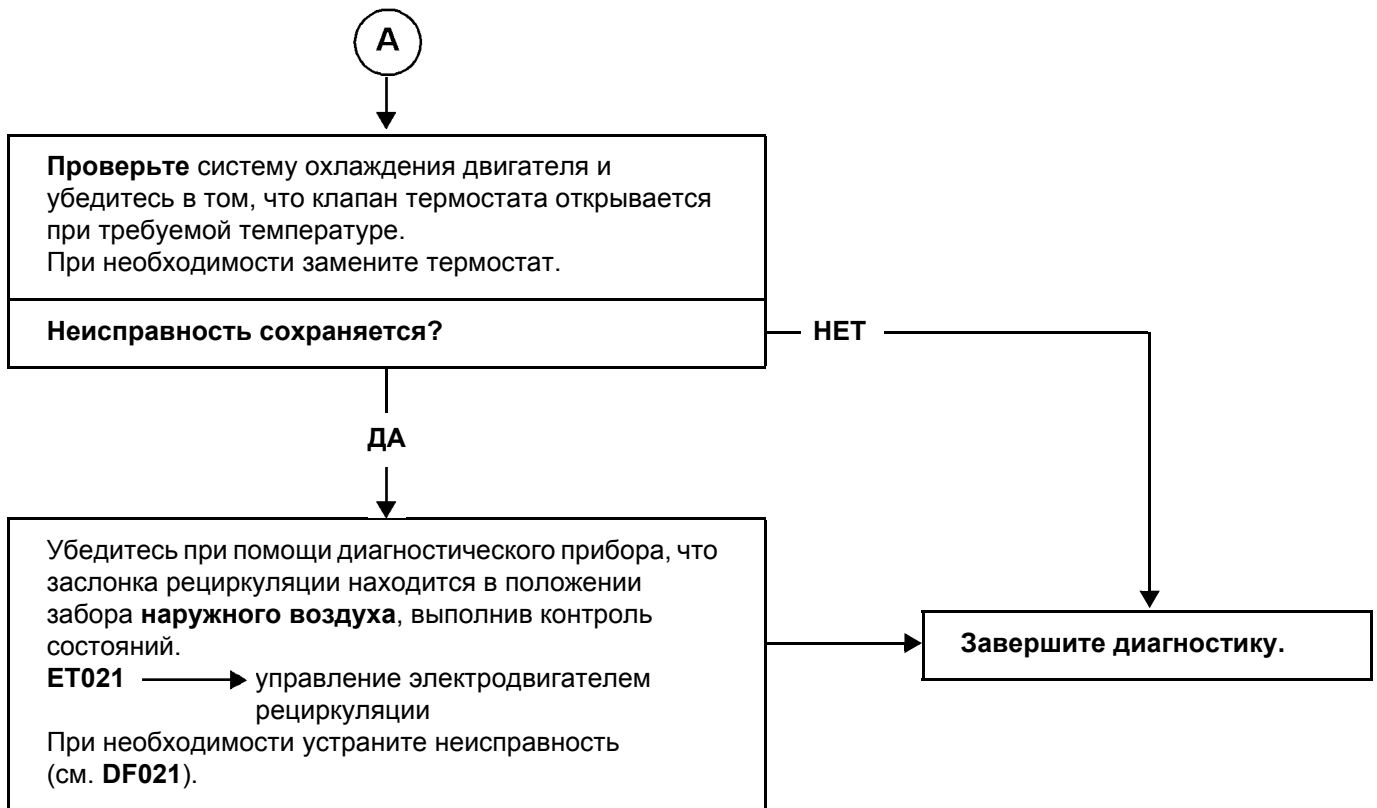 A
Проверьте систему охлаждения двигателя и
убедитесь в том, что клапан термостата открывается
при требуемой температуре.
При необходимости замените термостат.
Неисправность сохраняется?
НЕТ
ДА
Убедитесь при помощи диагностического прибора, что
заслонка рециркуляции находится в положении
забора наружного воздуха, выполнив контроль
состояний.
ET021 управление электродвигателем
рециркуляции
При необходимости устраните неисправность
(см. DF021).
Завершите диагностику.